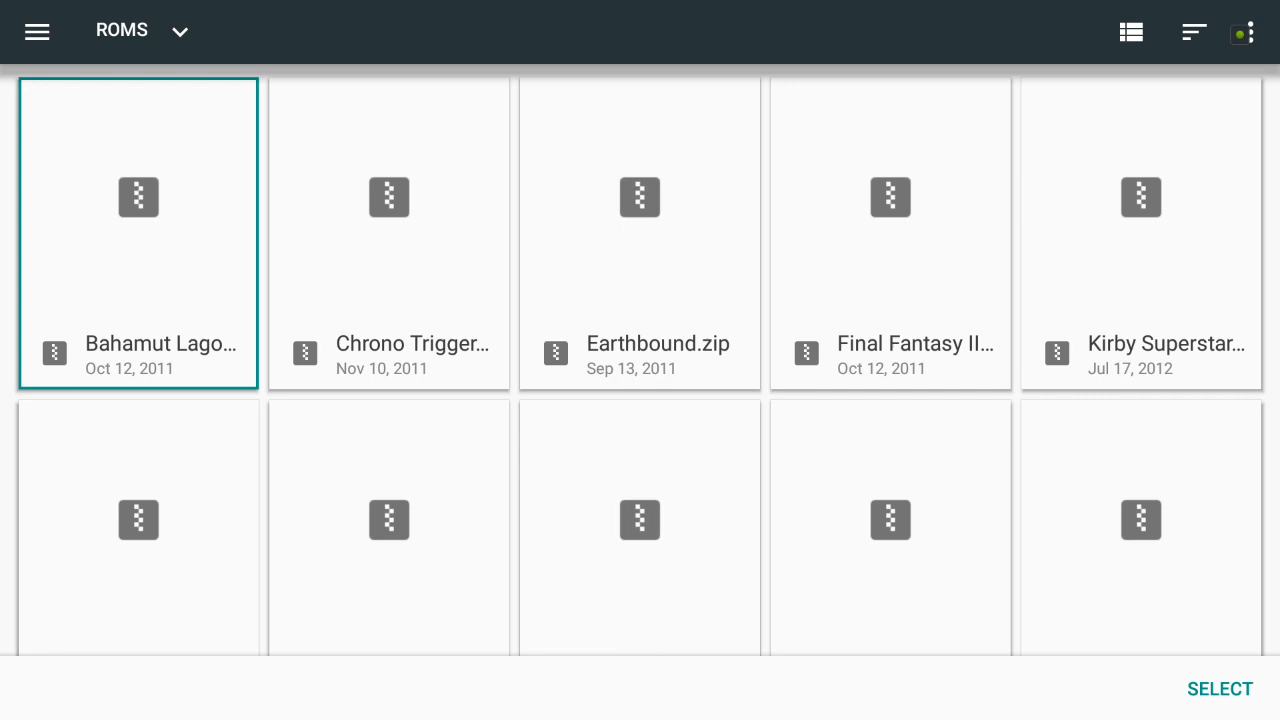 ROMS
Bahamut Lago...
Oct 12, 2011
Chrono Trigger...
Nov 10, 2011
Earthbound.zip
Sep 13, 2011
Final Fantasy II...
Oct 12, 2011
Kirby Superstar...
Jul 17, 2012
SELECT